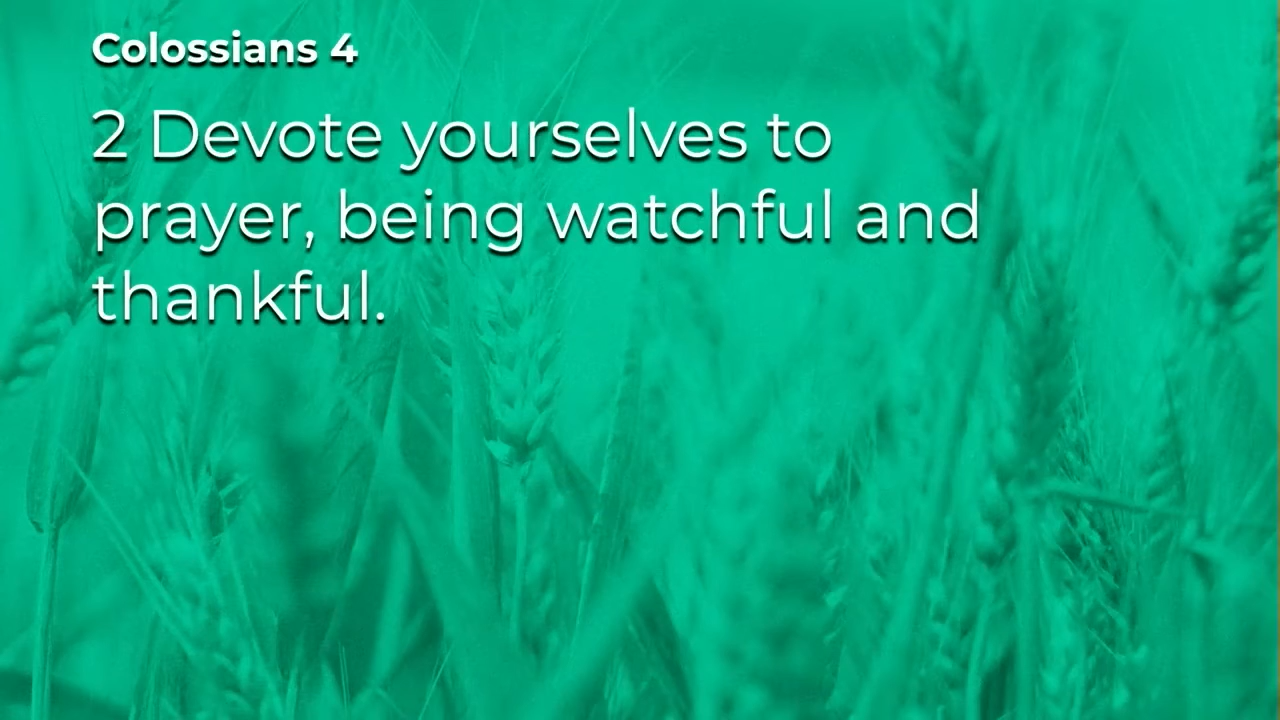 Colossians 4
2 Devote yourselves to
prayer, being watchful and
thankful.